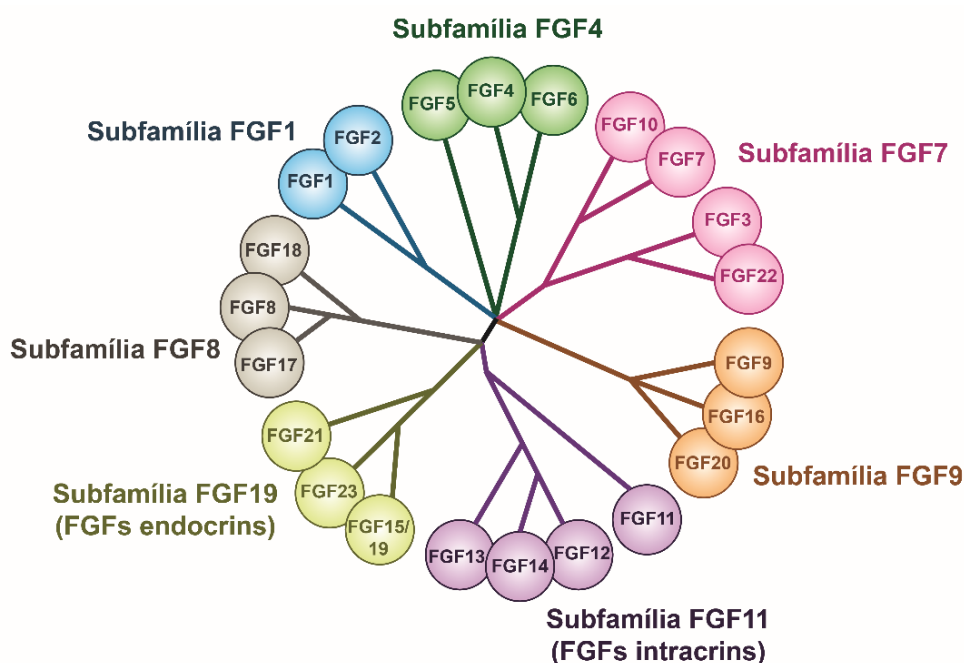 Subfamília FGF4
FGF5
FGF4
FGF6
Subfamília FGF1
FGF2
FGF1
FGF10
FGF7
Subfamília FGF7
FGF3
FGF22
FGF18
FGF8
FGF17
Subfamília FGF8
FGF9
FGF16
FGF20
Subfamília FGF9
FGF21
FGF23
FGF15/
19
Subfamília FGF19
(FGFs endocrins)
FGF11
FGF13
FGF14
FGF12
Subfamília FGF11
(FGFs intracrins)